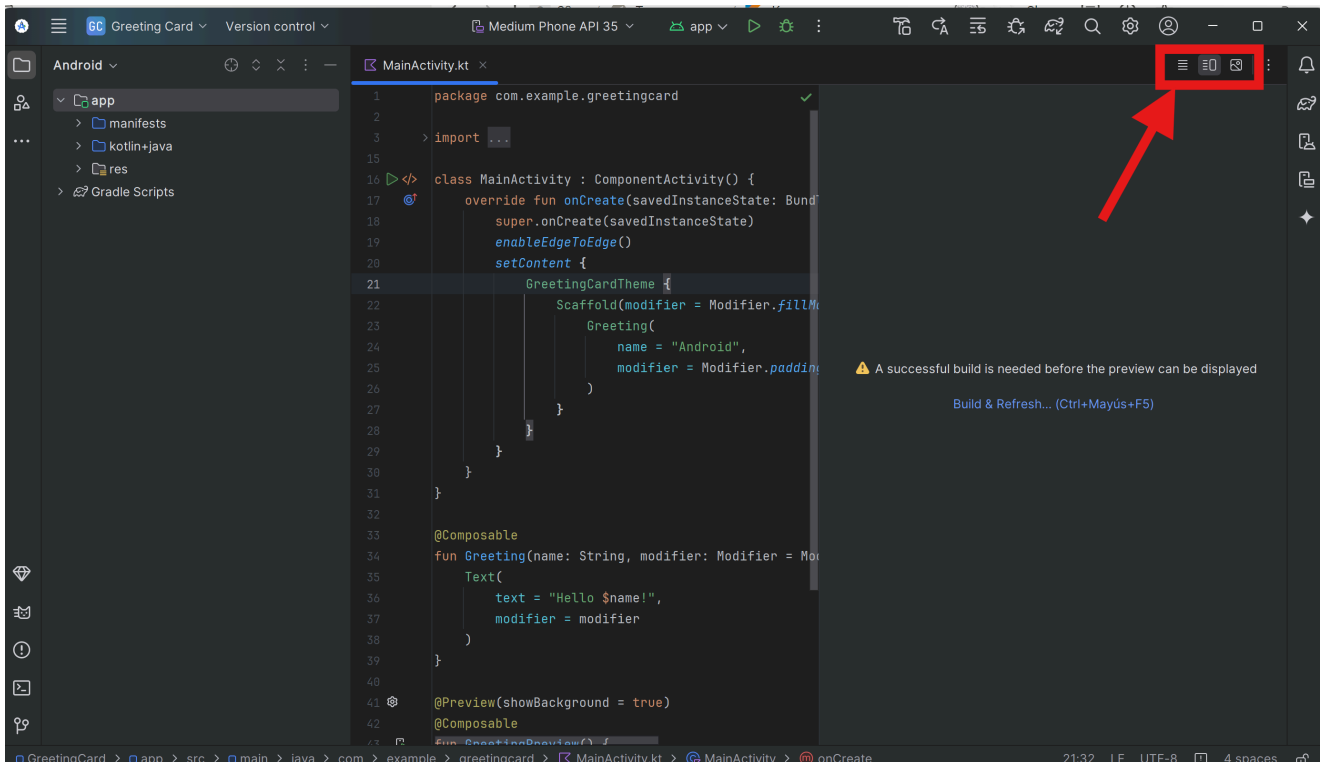 GC Greeting Card Version control Medium Phone API 35 app
Android
MainActivity.kt
app
manifests
kotlin+java
res
Gradle Scripts
1 package com.example.greetingcard
2
3 import ...
15
16 class MainActivity : ComponentActivity() {
17 override fun onCreate(savedInstanceState: Bund
18 super.onCreate(savedInstanceState)
19 enableEdgeToEdge()
20 setContent {
21 GreetingCardTheme {
22 Scaffold(modifier = Modifier.fillM
23 Greeting(
24 name = "Android",
25 modifier = Modifier.padding
26 )
27 }
28 }
29 }
30 }
31 }
32
33 @Composable
34 fun Greeting(name: String, modifier: Modifier = Mo
35 Text(
36 text = "Hello $name!",
37 modifier = modifier
38 )
39 }
40
41 @Preview(showBackground = true)
42 @Composable
43 fun GreetingPreview() {
A successful build is needed before the preview can be displayed
Build & Refresh... (Ctrl+Mayús+F5)
GreetingCard > app > src > main > java > com > example > greetingcard > MainActivity.kt > MainActivity > onCreate 21:32 LF UTF-8 4 spaces